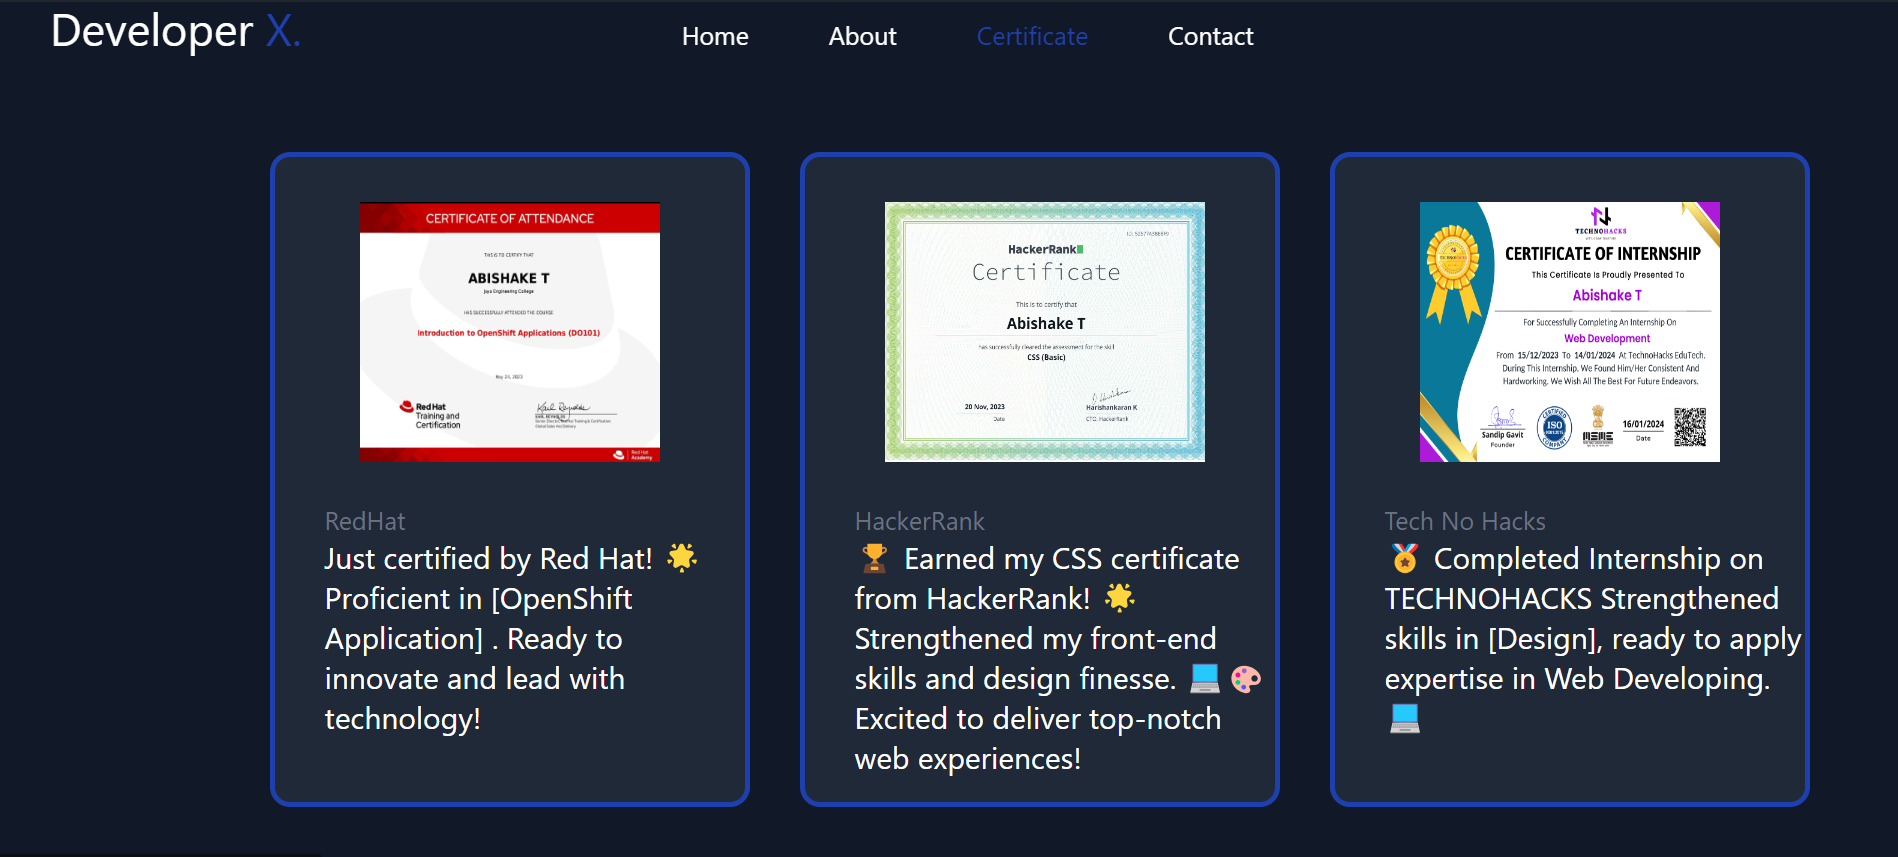 Developer X.
Home
About
Certificate
Contact
CERTIFICATE OF ATTENDANCE
THIS IS TO CERTIFY THAT
ABISHAKE T
Jaya Engineering College
HAS SUCCESSFULLY ATTENDED THE COURSE
Introduction to OpenShift Applications (DO101)
May 24, 2023
Red Hat
Training and
Certification
Red Hat
Academy
RedHat
Just certified by Red Hat! 🌟
Proficient in [OpenShift
Application] . Ready to
innovate and lead with
technology!
HackerRank
Certificate
This is to certify that
Abishake T
has successfully cleared the assessment for the skill
CSS (Basic)
20 Nov, 2023
Date
Harishankaran K
CTO, HackerRank
HackerRank
🏆 Earned my CSS certificate
from HackerRank! 🌟
Strengthened my front-end
skills and design finesse. 💻 🎨
Excited to deliver top-notch
web experiences!
TECHNOHACKS
CERTIFICATE OF INTERNSHIP
This Certificate Is Proudly Presented To
Abishake T
For Successfully Completing An Internship On
Web Development
From 15/12/2023 To 14/01/2024 At TechnoHacks EduTech.
During This Internship, We Found Him/Her Consistent And
Hardworking. We Wish All The Best For Future Endeavors.
Sandip Gavit
Founder
CERTIFIED
ISO
COMPANY
MSME
16/01/2024
Date
Tech No Hacks
🏅 Completed Internship on
TECHNOHACKS Strengthened
skills in [Design], ready to apply
expertise in Web Developing.
💻